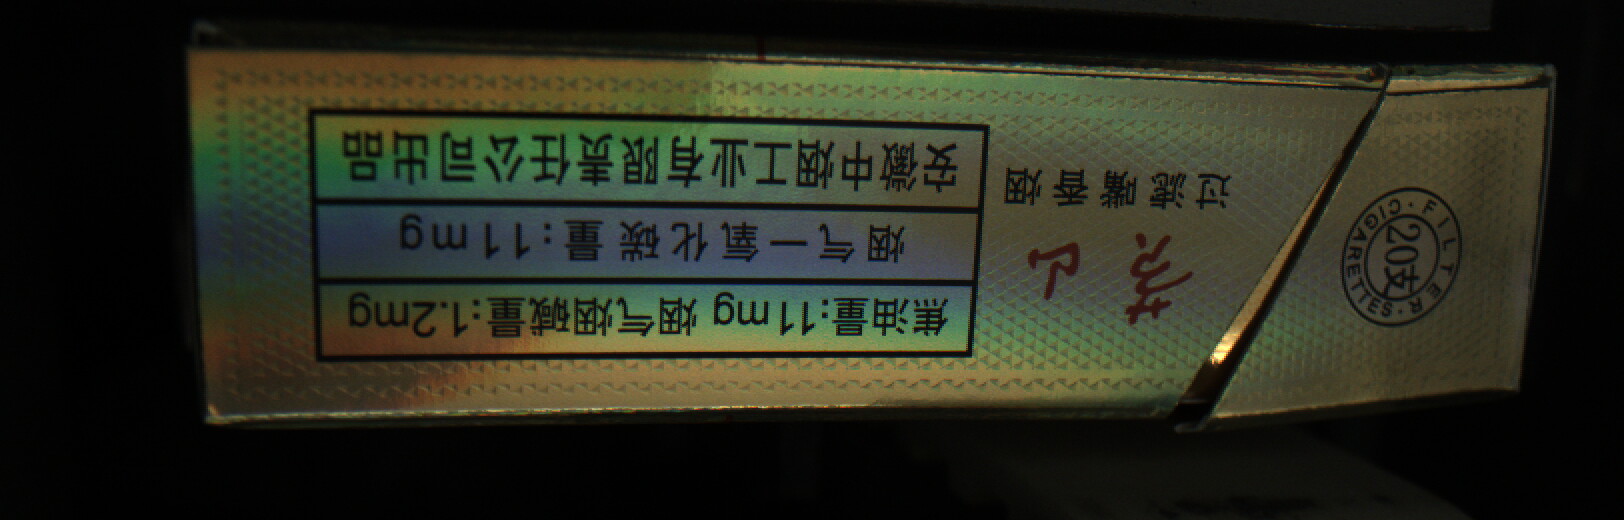 FILTER
CIGARETTES
20支
黄山
过滤嘴香烟
焦油量:11mg 烟气烟碱量:1.2mg
烟气一氧化碳量:11mg
安徽中烟工业有限责任公司出品